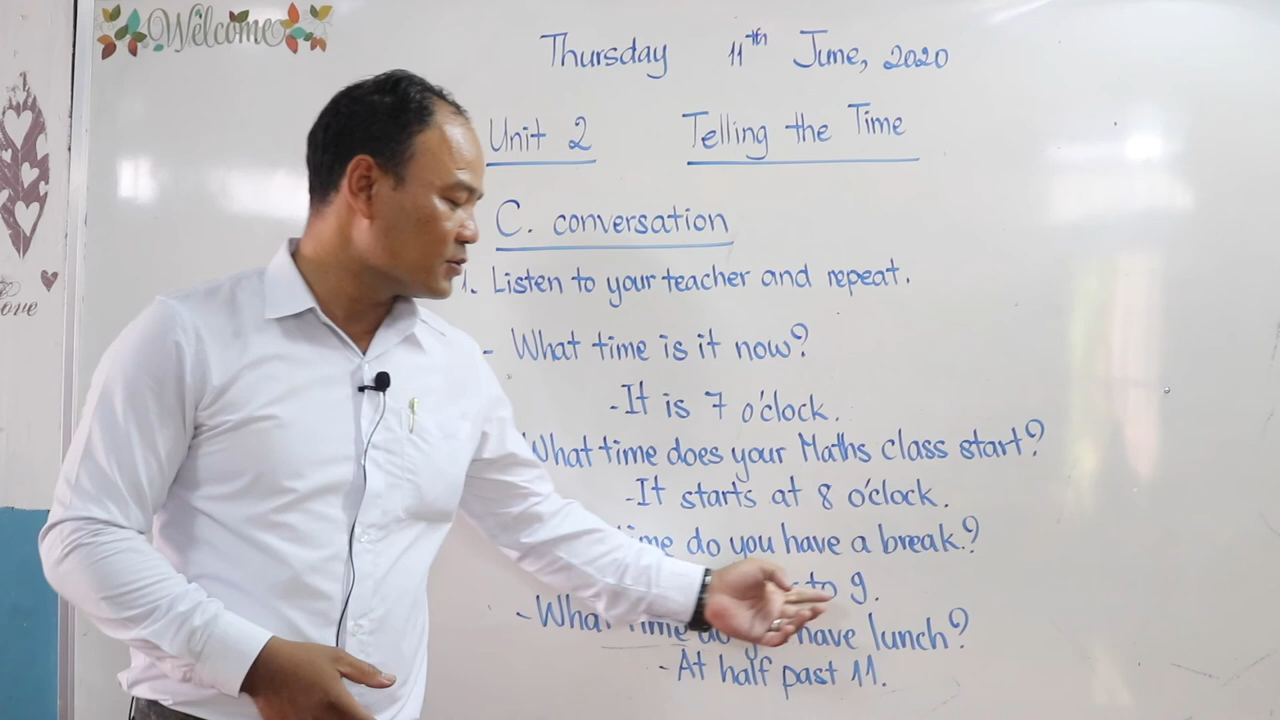 Welcome
Thursday 11th June, 2020
Unit 2 Telling the Time
C. conversation
1. Listen to your teacher and repeat.
- What time is it now?
-It is 7 o'clock.
What time does your Maths class start?
-It starts at 8 o'clock.
time do you have a break?
to 9.
- What time do have lunch?
-At half past 11.
Love